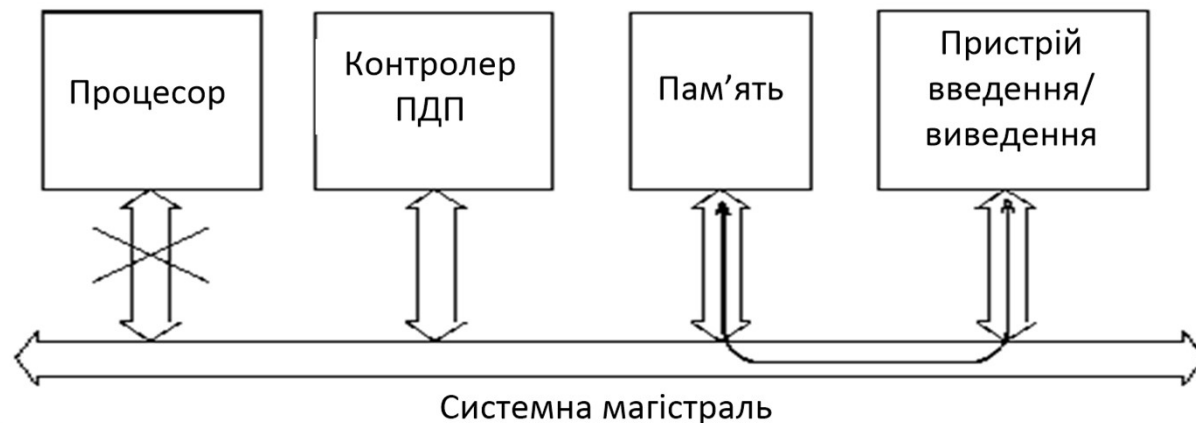 Процесор
Контролер
ПДП
Пам’ять
Пристрій
введення/
виведення
Системна магістраль